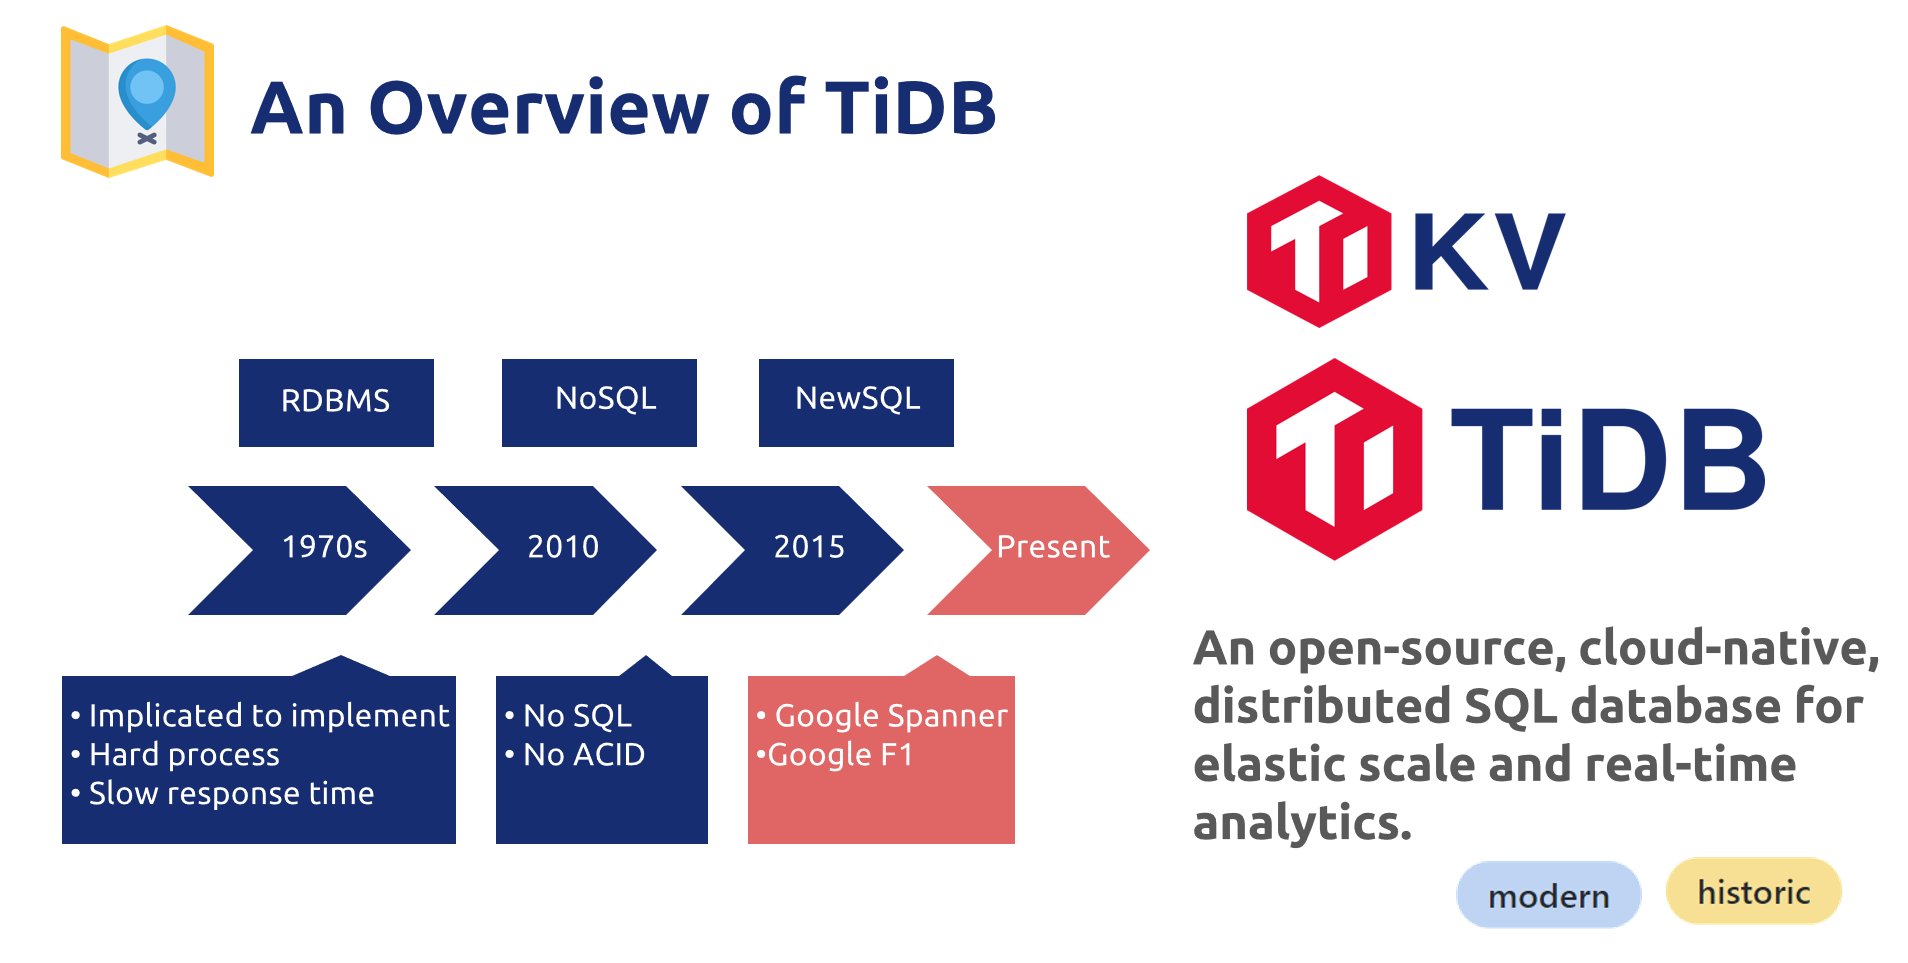 An Overview of TiDB
KV
TiDB
RDBMS
NoSQL
NewSQL
1970s
2010
2015
Present
• Implicated to implement
• Hard process
• Slow response time
• No SQL
• No ACID
• Google Spanner
•Google F1
An open-source, cloud-native,
distributed SQL database for
elastic scale and real-time
analytics.
modern
historic